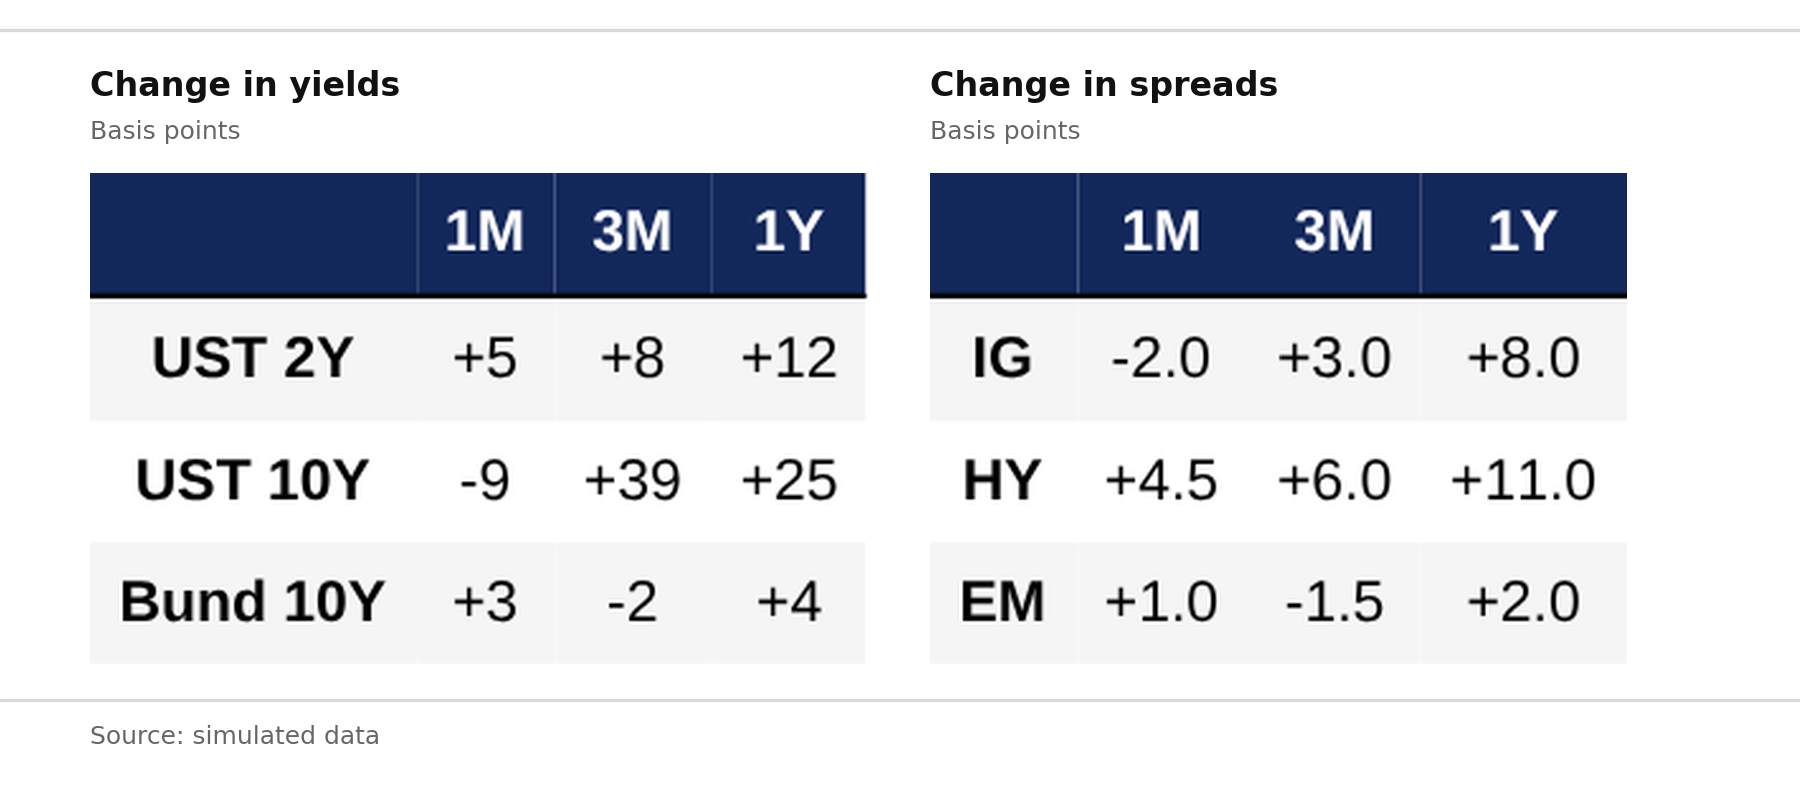 Change in yields
Basis points
1M 3M 1Y
UST 2Y +5 +8 +12
UST 10Y -9 +39 +25
Bund 10Y +3 -2 +4
Change in spreads
Basis points
1M 3M 1Y
IG -2.0 +3.0 +8.0
HY +4.5 +6.0 +11.0
EM +1.0 -1.5 +2.0
Source: simulated data